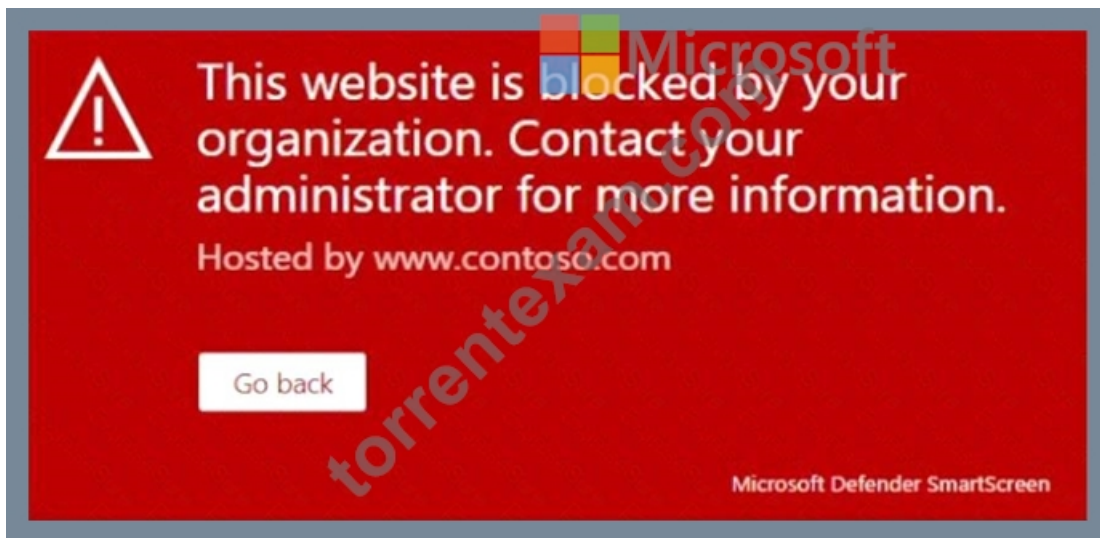 Microsoft
This website is blocked by your
organization. Contact your
administrator for more information.
Hosted by www.contoso.com
Go back
Microsoft Defender SmartScreen
torrentexam.com